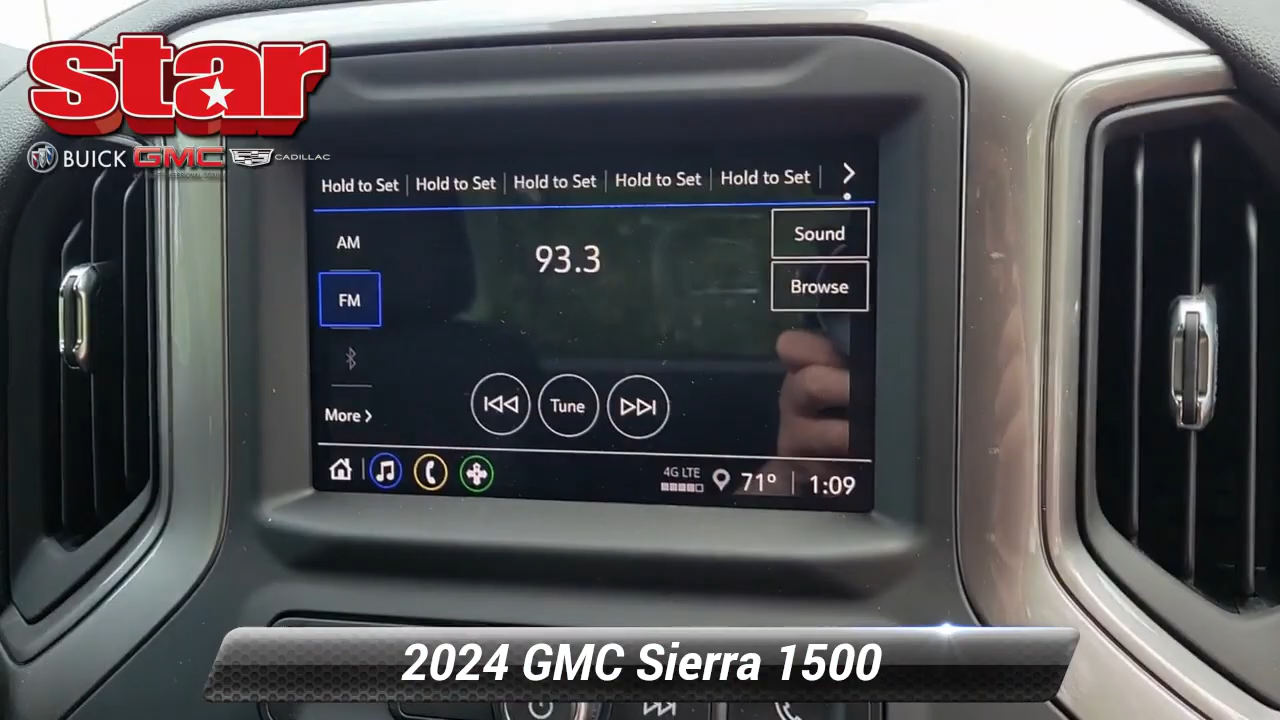 star
BUICK GMC CADILLAC
Hold to Set Hold to Set Hold to Set Hold to Set Hold to Set
AM
93.3
Sound
FM
Browse
More
Tune
4G LTE
71° 1:09
2024 GMC Sierra 1500